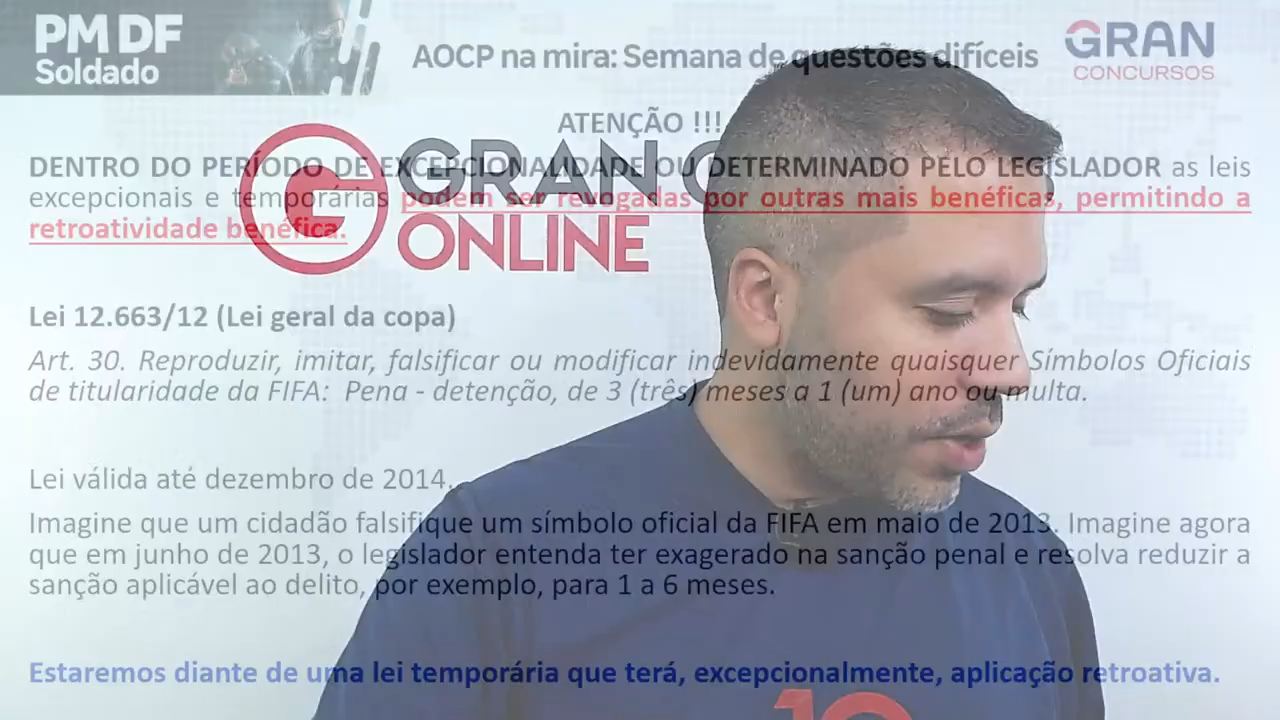 PM DF
Soldado
AOCP na mira: Semana de questões difíceis
GRAN
CONCURSOS
ATENÇÃO !!!
DENTRO DO PERÍODO DE EXCEPCIONALIDADE OU DETERMINADO PELO LEGISLADOR as leis
excepcionais e temporárias podem ser revogadas por outras mais benéficas, permitindo a
retroatividade benéfica.
GRAN
ONLINE
Lei 12.663/12 (Lei geral da copa)
Art. 30. Reproduzir, imitar, falsificar ou modificar indevidamente quaisquer Símbolos Oficiais
de titularidade da FIFA: Pena - detenção, de 3 (três) meses a 1 (um) ano ou multa.
Lei válida até dezembro de 2014.
Imagine que um cidadão falsifique um símbolo oficial da FIFA em maio de 2013. Imagine agora
que em junho de 2013, o legislador entenda ter exagerado na sanção penal e resolva reduzir a
sanção aplicável ao delito, por exemplo, para 1 a 6 meses.
Estaremos diante de uma lei temporária que terá, excepcionalmente, aplicação retroativa.